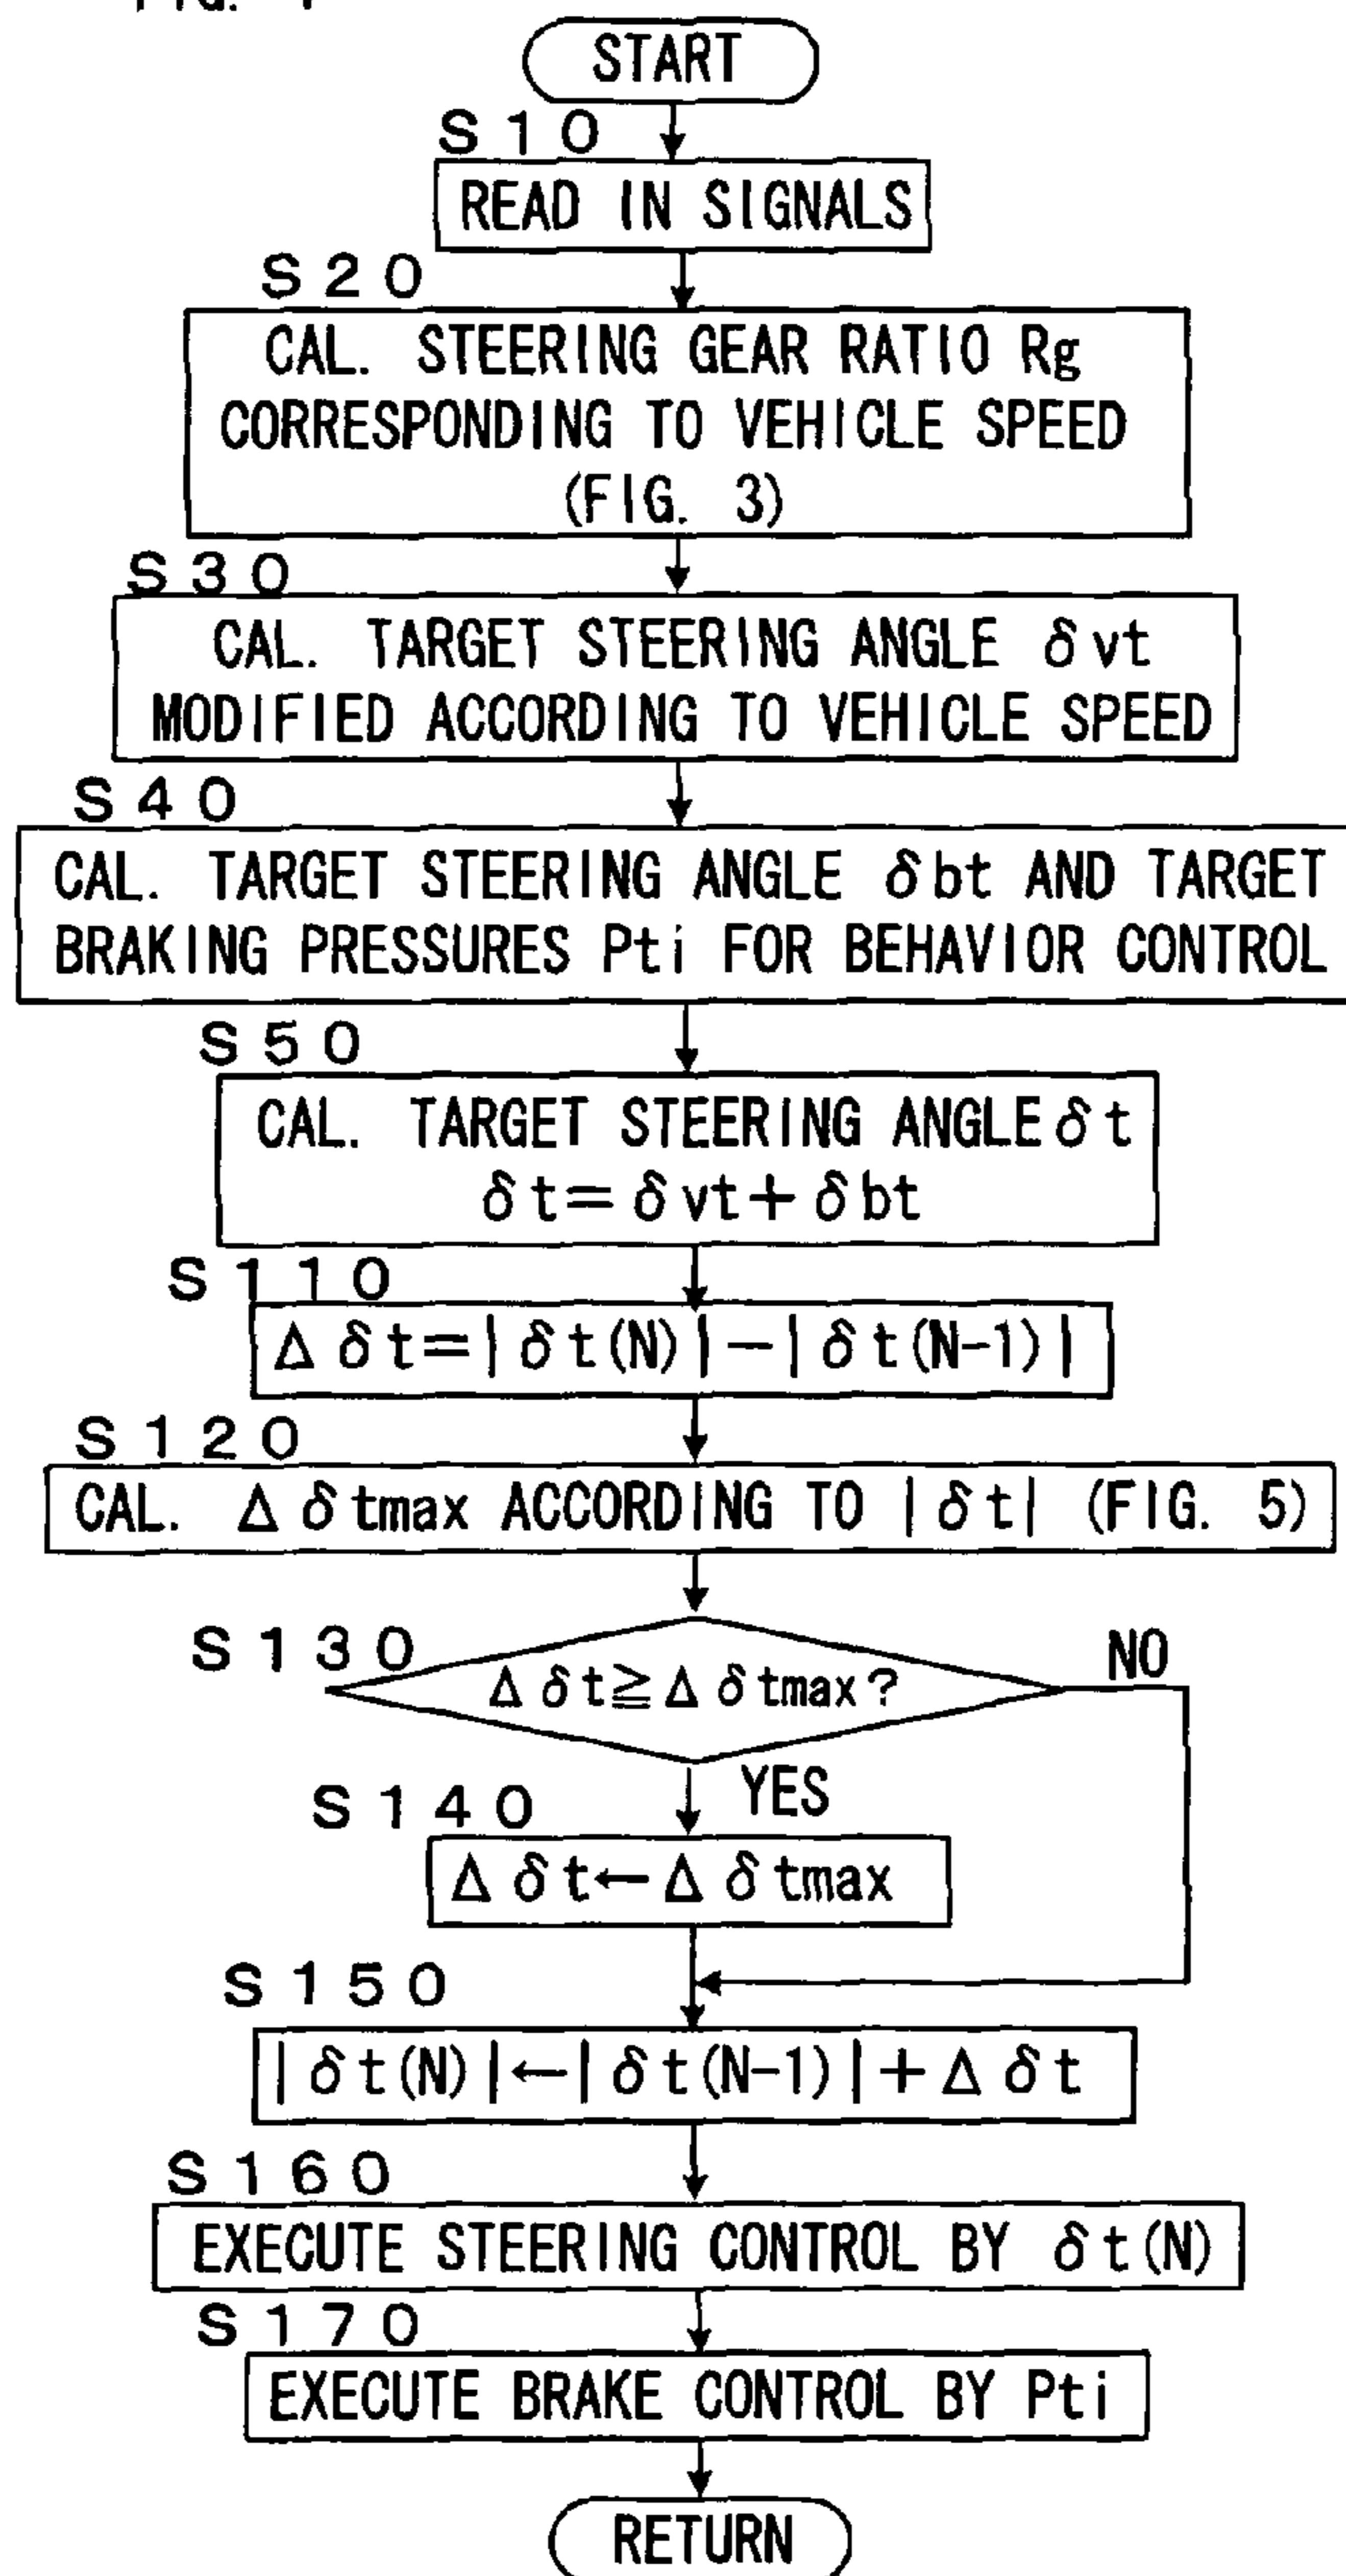 FIG.
START
S10
READ IN SIGNALS
S20
CAL. STEERING GEAR RATIO Rg
CORRESPONDING TO VEHICLE SPEED
(FIG. 3)
S30
CAL. TARGET STEERING ANGLE δvt
MODIFIED ACCORDING TO VEHICLE SPEED
S40
CAL. TARGET STEERING ANGLE δbt AND TARGET
BRAKING PRESSURES Pti FOR BEHAVIOR CONTROL
S50
CAL. TARGET STEERING ANGLE δt
δt=δvt+δbt
S110
Δδt=|δt(N)|-|δt(N-1)|
S120
CAL. Δδtmax ACCORDING TO |δt| (FIG. 5)
S130
Δδt≧Δδtmax?
NO
YES
S140
Δδt←Δδtmax
S150
|δt(N)|←|δt(N-1)|+Δδt
S160
EXECUTE STEERING CONTROL BY δt(N)
S170
EXECUTE BRAKE CONTROL BY Pti
RETURN